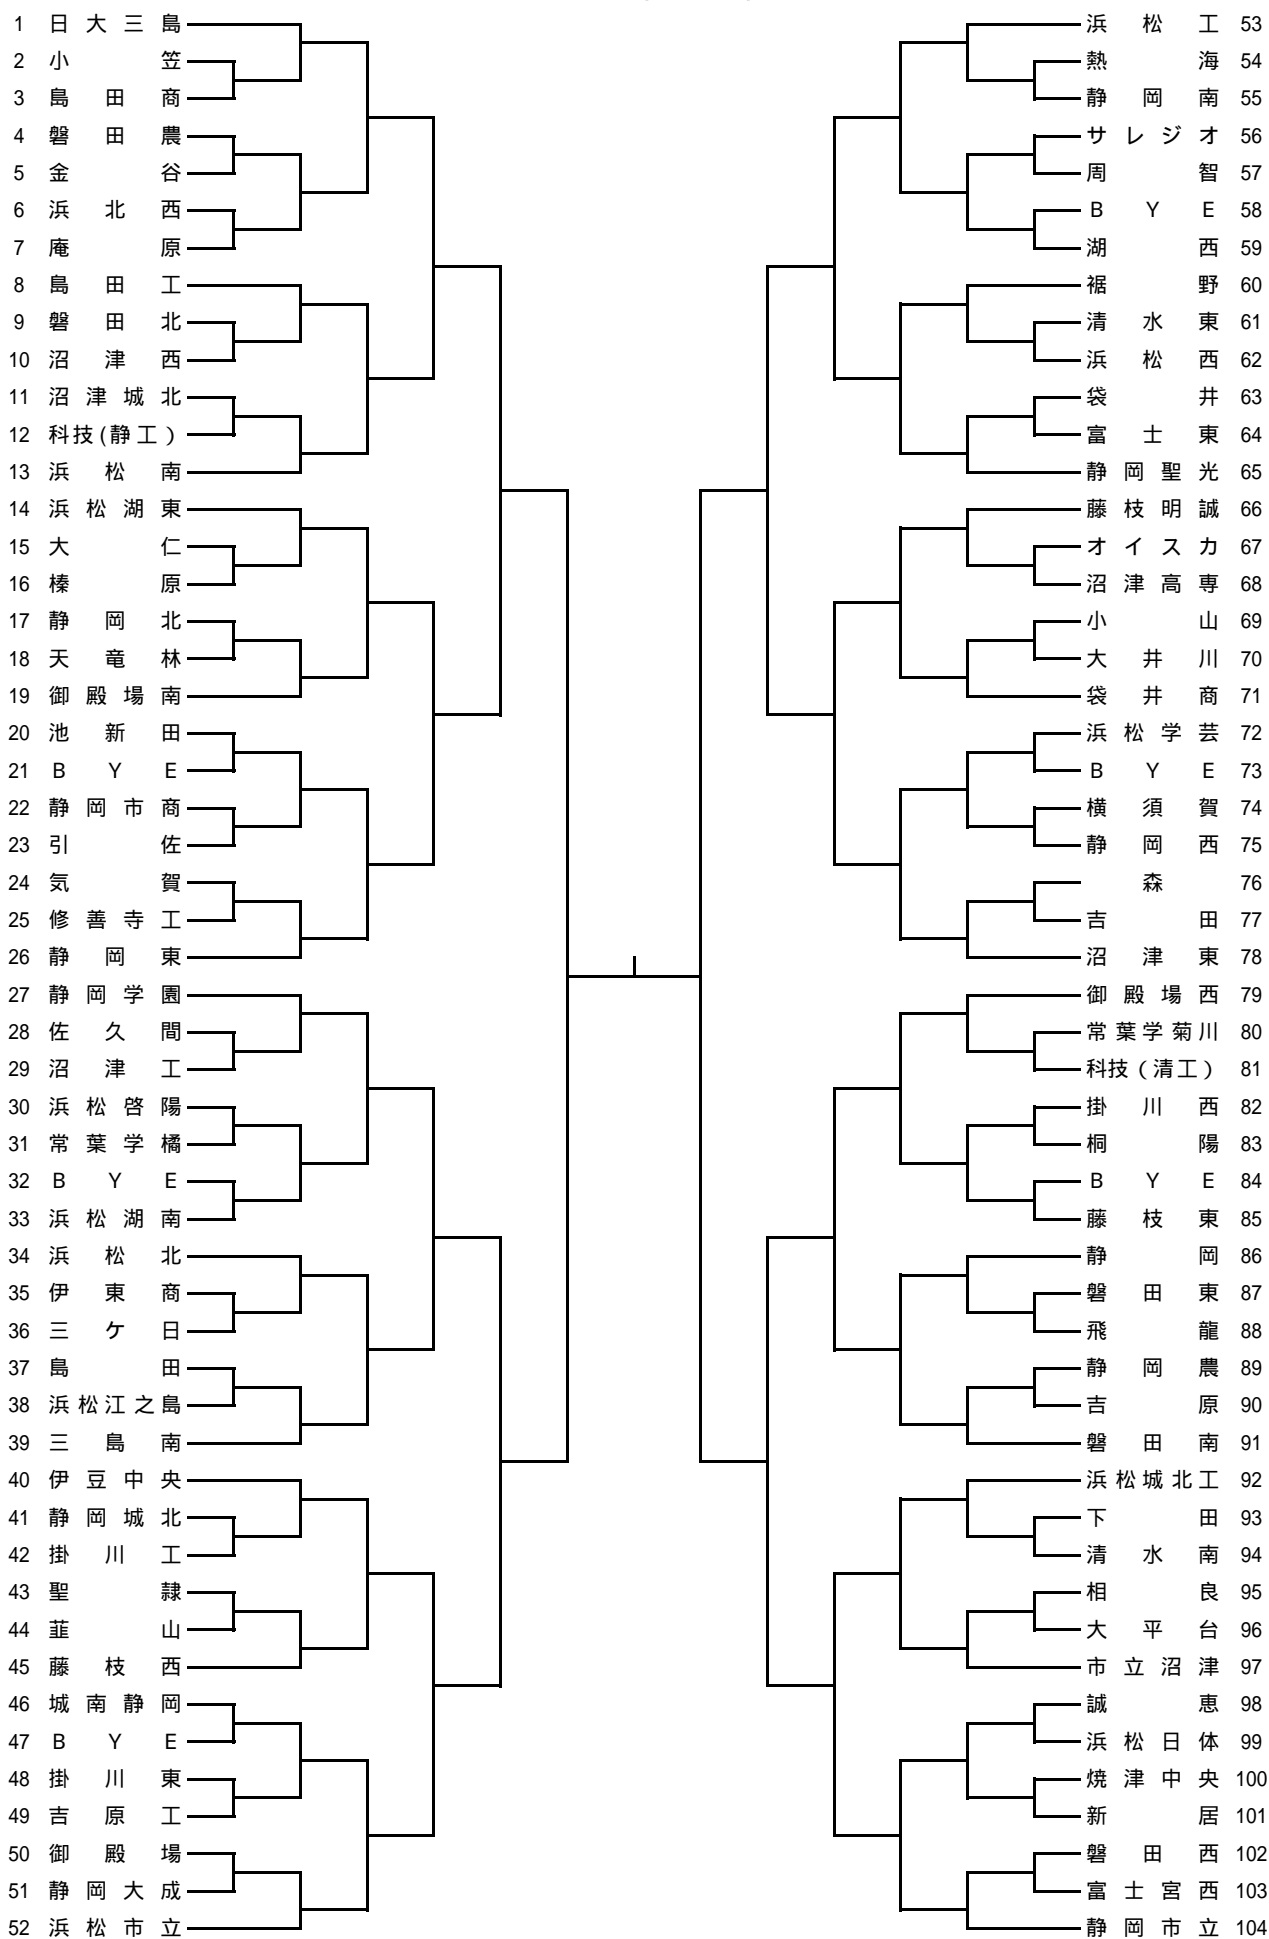 1 日大三島
2 小笠
3 島田商
4 磐田農
5 金谷
6 浜北西
7 庵原
8 島田工
9 磐田北
10 沼津西
11 沼津城北
12 科技(静工)
13 浜松南
14 浜松湖東
15 大仁
16 榛原
17 静岡北
18 天竜林
19 御殿場南
20 池新田
21 BYE
22 静岡市商
23 引佐
24 気賀
25 修善寺工
26 静岡東
27 静岡学園
28 佐久間
29 沼津工
30 浜松啓陽
31 常葉学橘
32 BYE
33 浜松湖南
34 浜松北
35 伊東商
36 三ケ日
37 島田
38 浜松江之島
39 三島南
40 伊豆中央
41 静岡城北
42 掛川工
43 聖隷
44 韮山
45 藤枝西
46 城南静岡
47 BYE
48 掛川東
49 吉原工
50 御殿場
51 静岡大成
52 浜松市立
浜松工 53
熱海 54
静岡南 55
サレジオ 56
周智 57
BYE 58
湖西 59
裾野 60
清水東 61
浜松西 62
袋井 63
富士東 64
静岡聖光 65
藤枝明誠 66
オイスカ 67
沼津高専 68
小山 69
大井川 70
袋井商 71
浜松学芸 72
BYE 73
横須賀 74
静岡西 75
森 76
吉田 77
沼津東 78
御殿場西 79
常葉学菊川 80
科技(清工) 81
掛川西 82
桐陽 83
BYE 84
藤枝東 85
静岡 86
磐田東 87
飛龍 88
静岡農 89
吉原 90
磐田南 91
浜松城北工 92
下田 93
清水南 94
相良 95
大平台 96
市立沼津 97
誠恵 98
浜松日体 99
焼津中央 100
新居 101
磐田西 102
富士宮西 103
静岡市立 104